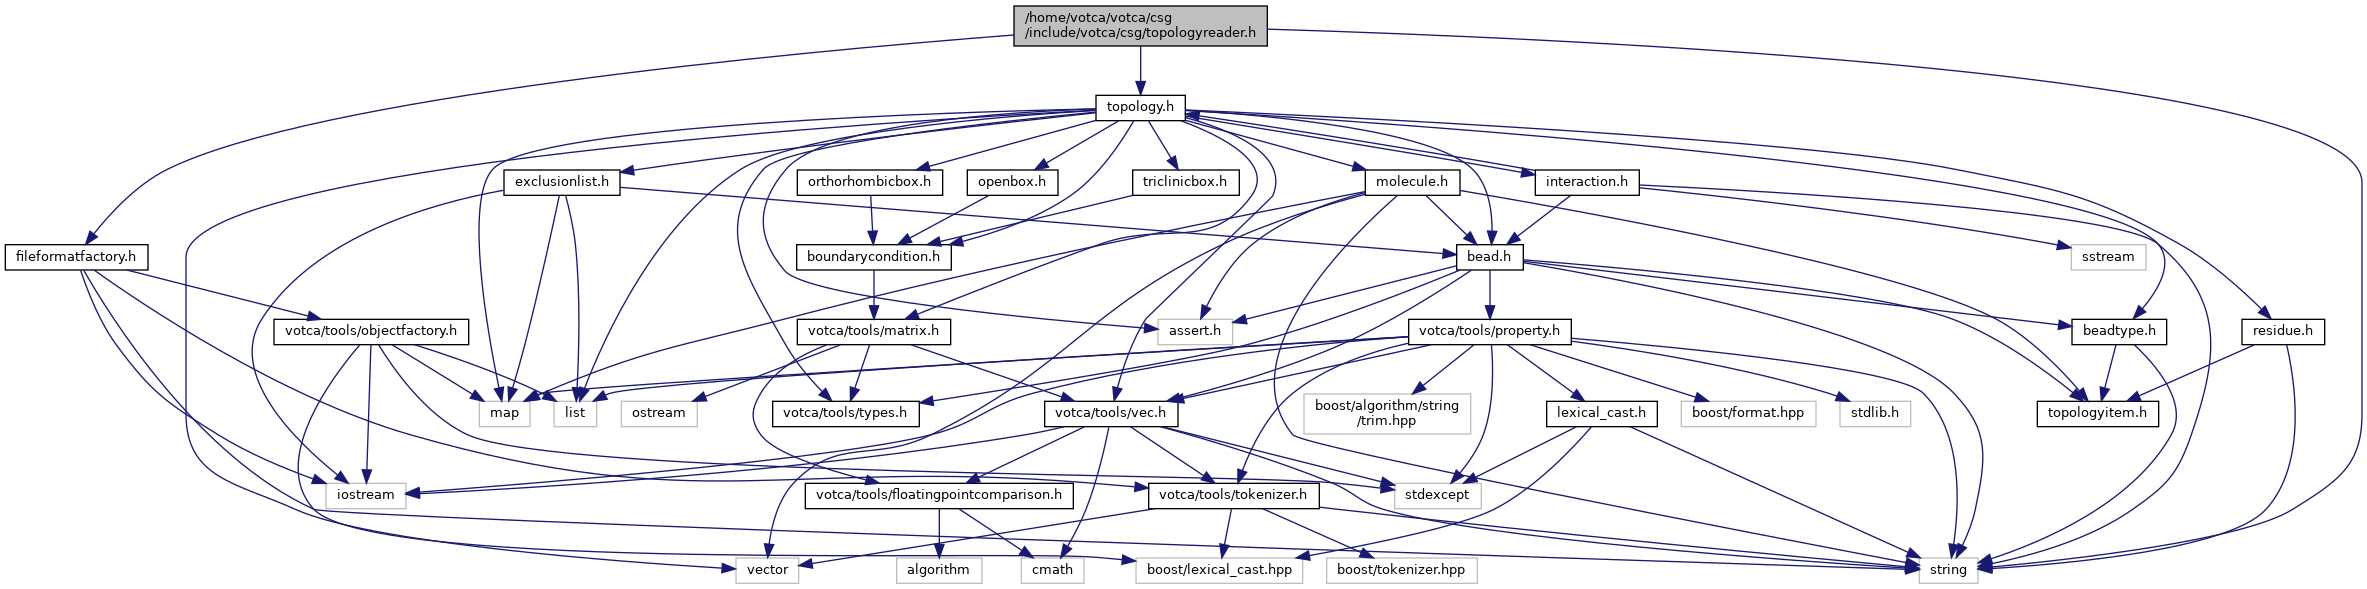 /home/votca/votca/csg
/include/votca/csg/topologyreader.h
topology.h
exclusionlist.h
orthorhombicbox.h
openbox.h
triclinicbox.h
molecule.h
interaction.h
fileformatfactory.h
boundarycondition.h
bead.h
sstream
votca/tools/objectfactory.h
votca/tools/matrix.h
assert.h
votca/tools/property.h
beadtype.h
residue.h
map
list
ostream
votca/tools/types.h
votca/tools/vec.h
boost/algorithm/string
/trim.hpp
lexical_cast.h
boost/format.hpp
stdlib.h
topologyitem.h
iostream
votca/tools/floatingpointcomparison.h
votca/tools/tokenizer.h
stdexcept
vector
algorithm
cmath
boost/lexical_cast.hpp
boost/tokenizer.hpp
string